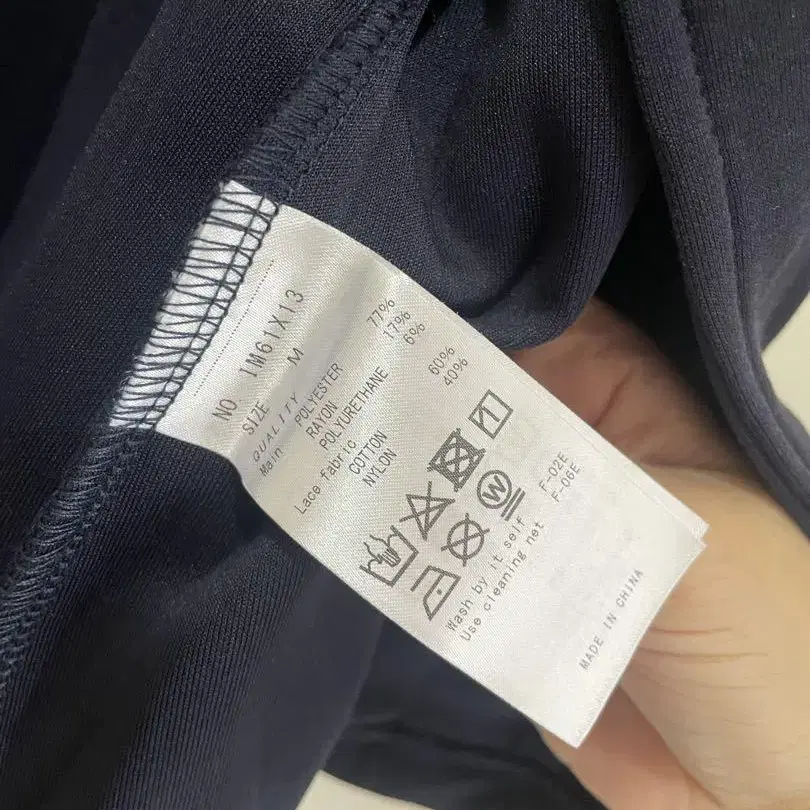 NO. 1M61X13
SIZE M
QUALITY
Main POLYESTER 77%
RAYON 17%
POLYURETHANE 6%
Lace fabric
COTTON 60%
NYLON 40%
W
Wash by it self F-02E
Use cleaning net F-06E
MADE IN CHINA